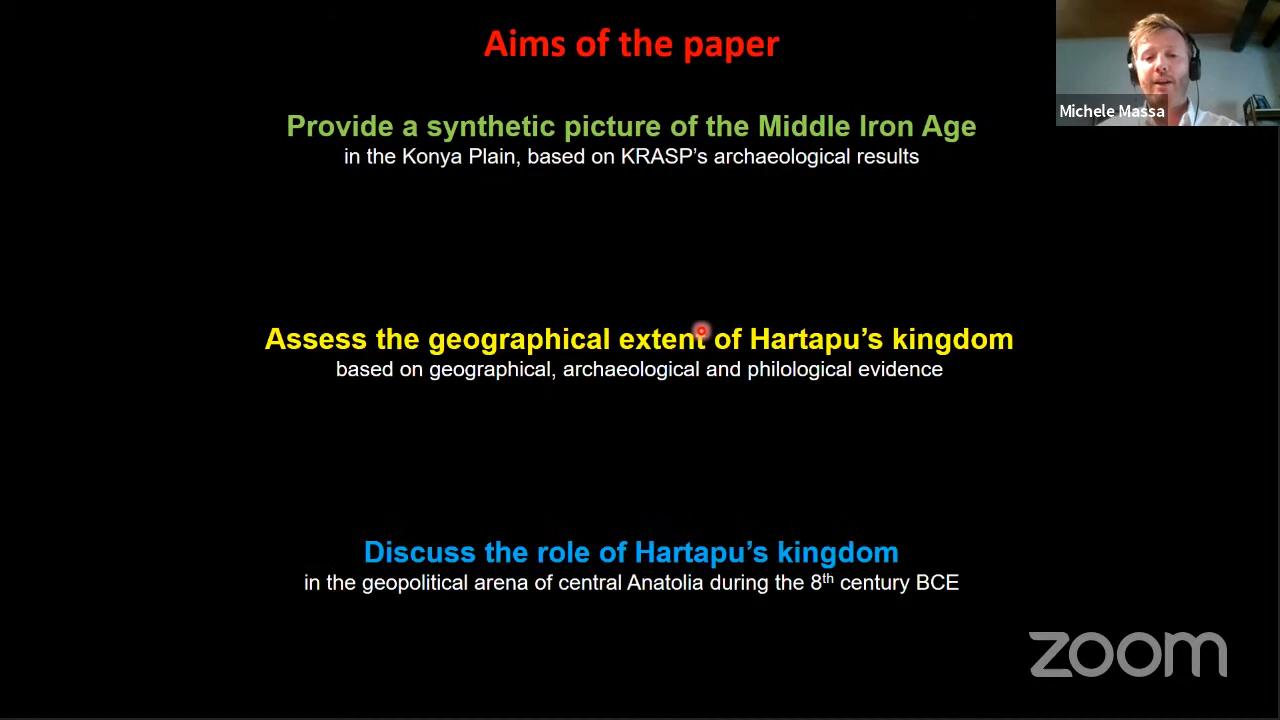 Aims of the paper
Michele Massa
Provide a synthetic picture of the Middle Iron Age
in the Konya Plain, based on KRASP’s archaeological results
Assess the geographical extent of Hartapu’s kingdom
based on geographical, archaeological and philological evidence
Discuss the role of Hartapu’s kingdom
in the geopolitical arena of central Anatolia during the 8th century BCE
zoom